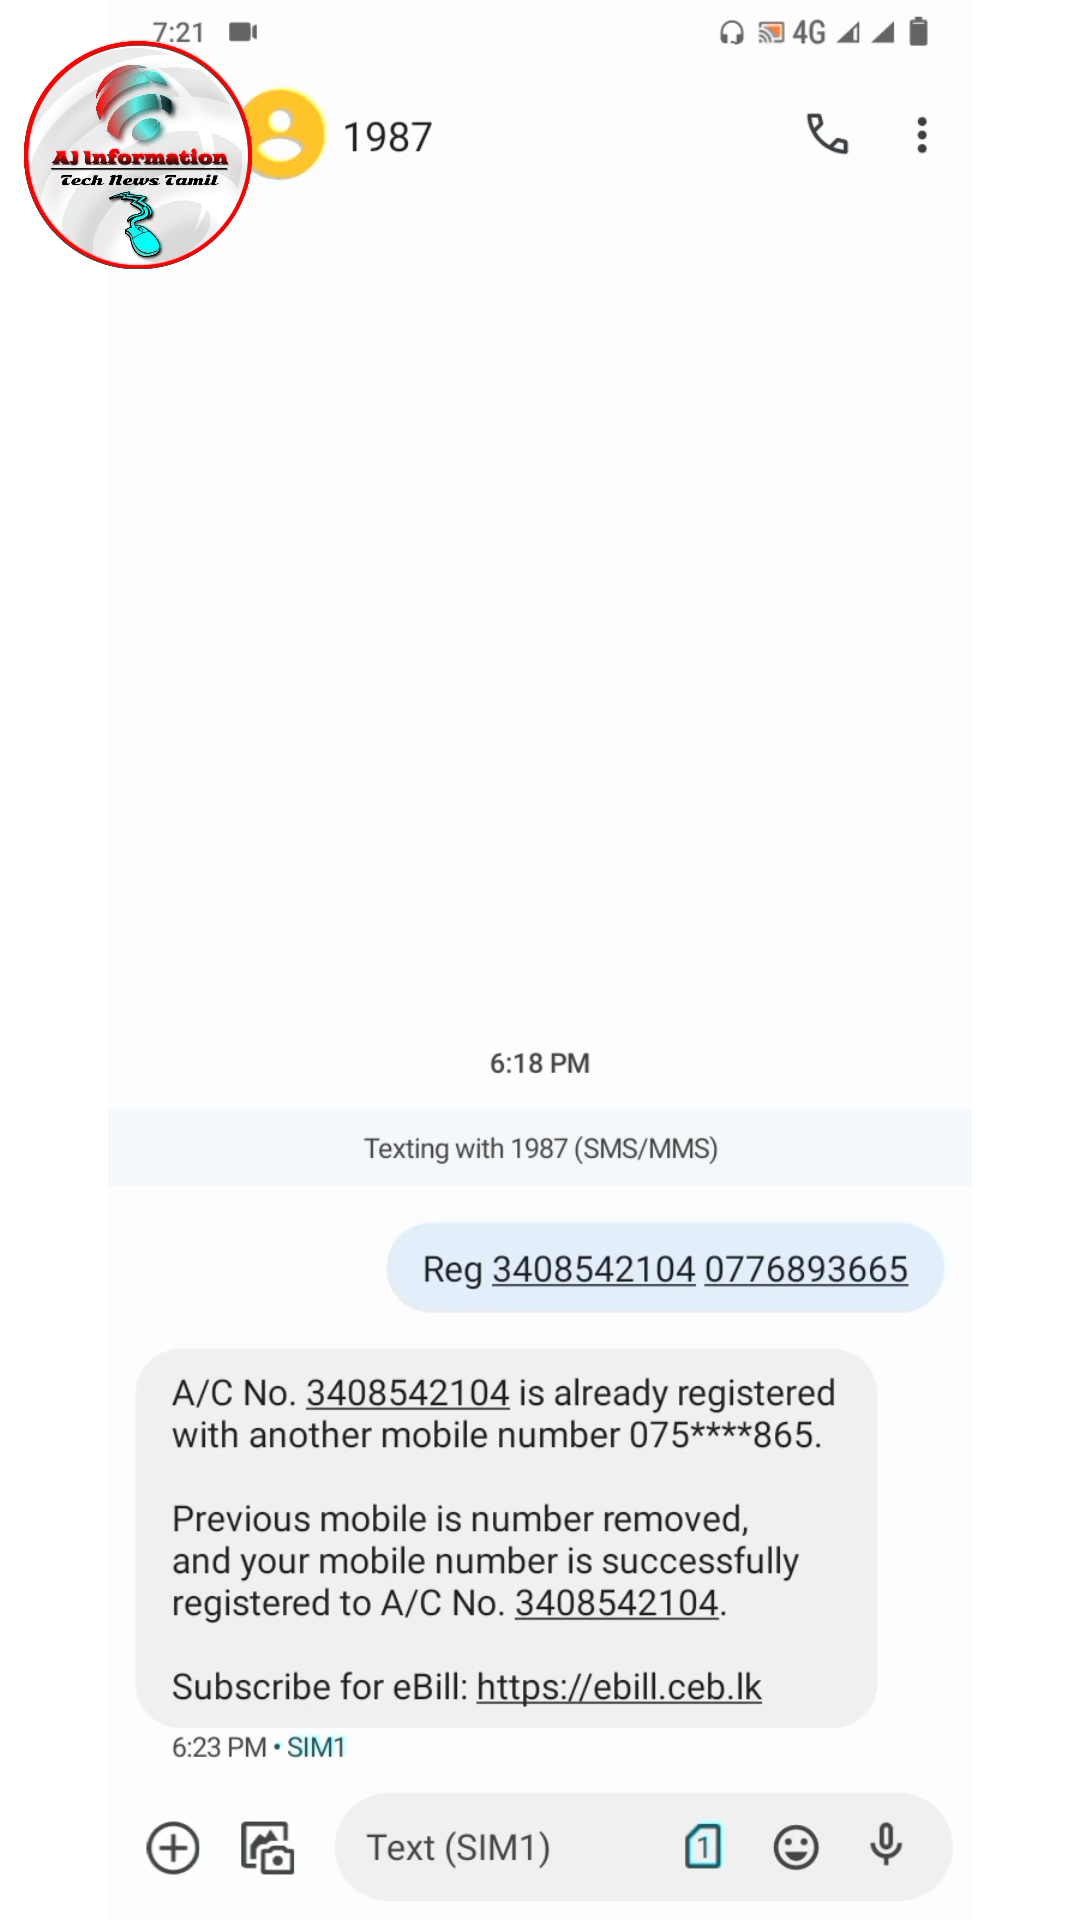 7:21
4G
AJ Information
Tech News Tamil
1987
6:18 PM
Texting with 1987 (SMS/MMS)
Reg 3408542104 0776893665
A/C No. 3408542104 is already registered
with another mobile number 075****865.
Previous mobile is number removed,
and your mobile number is successfully
registered to A/C No. 3408542104.
Subscribe for eBill: https://ebill.ceb.lk
6:23 PM • SIM1
Text (SIM1)
1